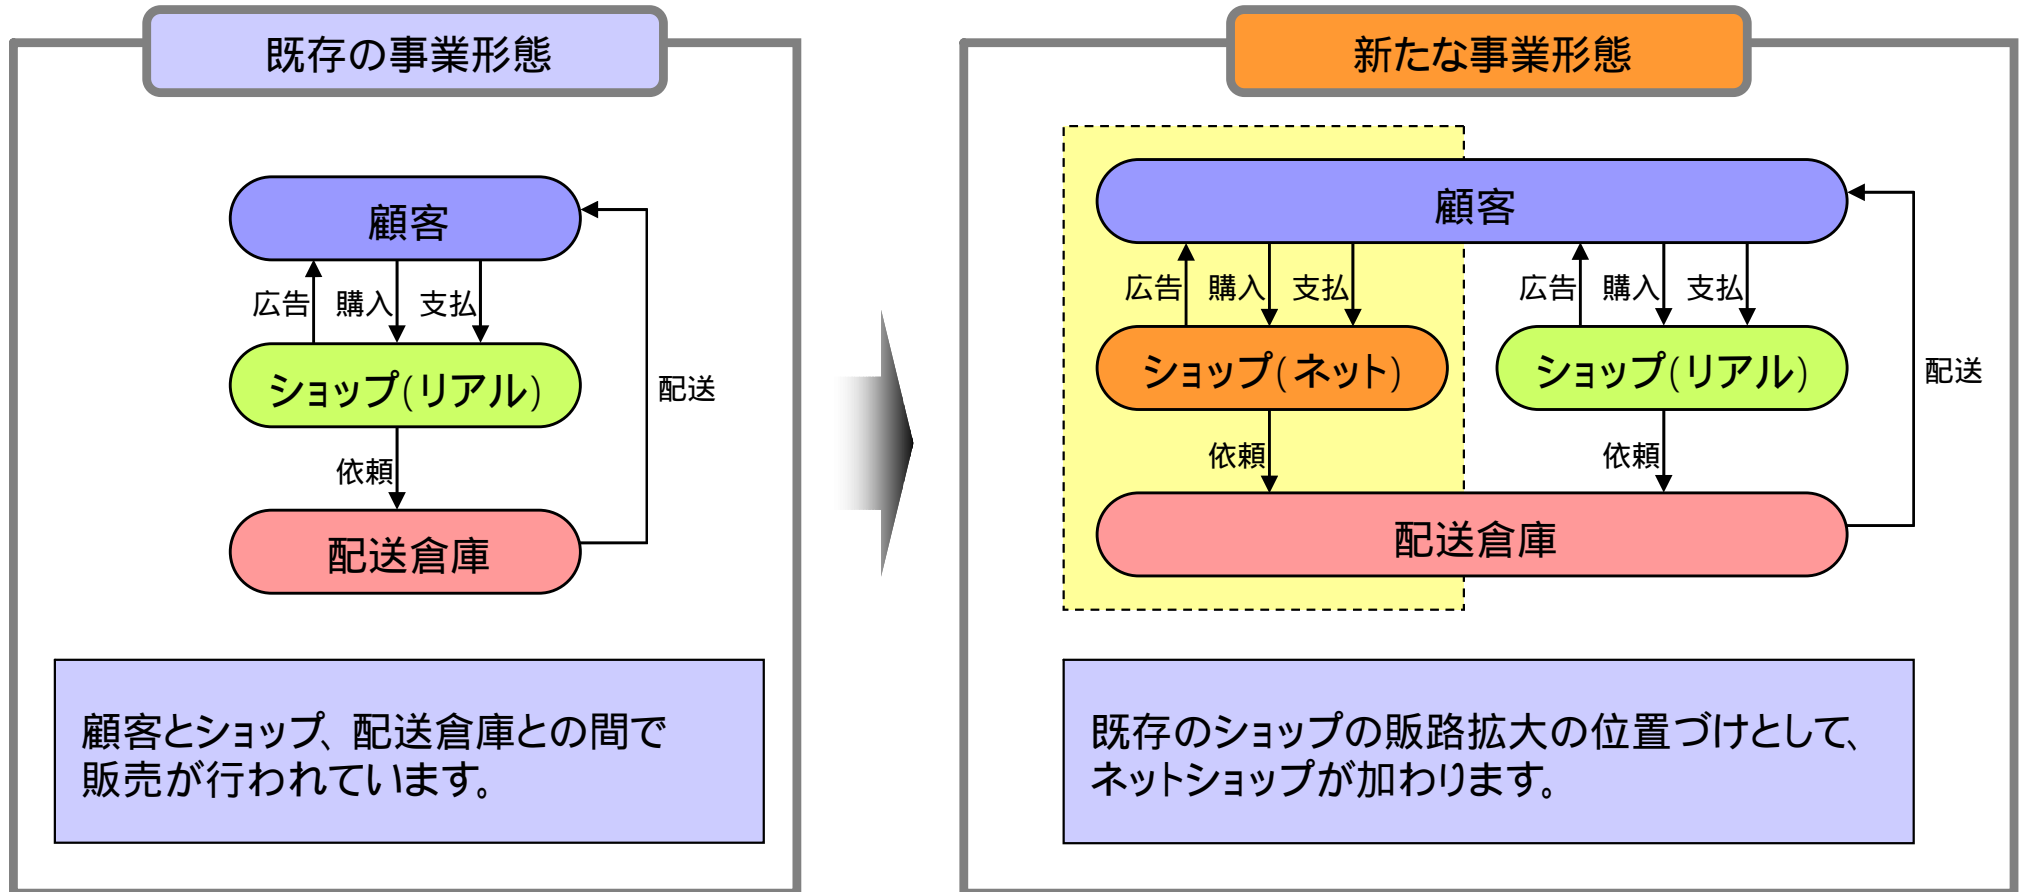 既存の事業形態
顧客
広告
購入
支払
ショップ(リアル)
配送
依頼
配送倉庫
顧客とショップ、配送倉庫との間で
販売が行われています。
新たな事業形態
顧客
広告
購入
支払
広告
購入
支払
ショップ(ネット)
ショップ(リアル)
配送
依頼
依頼
配送倉庫
既存のショップの販路拡大の位置づけとして、
ネットショップが加わります。